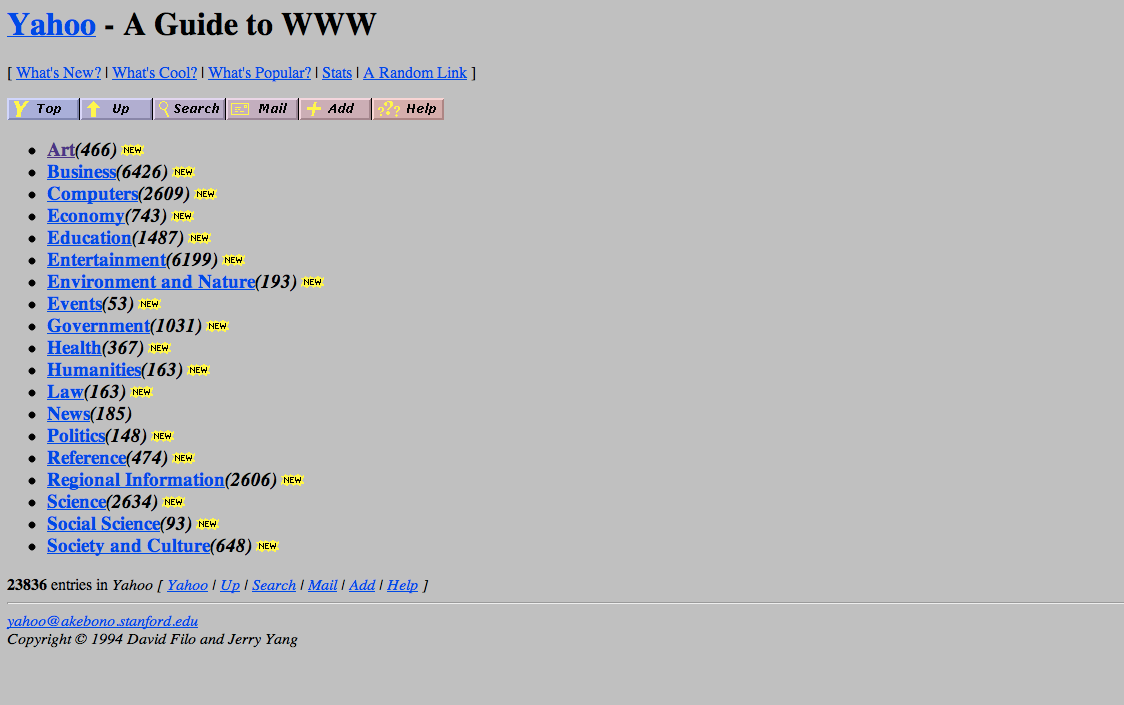 Yahoo - A Guide to WWW
[ What's New? | What's Cool? | What's Popular? | Stats | A Random Link ]
Top Up Search Mail Add Help
Art(466) NEW
Business(6426) NEW
Computers(2609) NEW
Economy(743) NEW
Education(1487) NEW
Entertainment(6199) NEW
Environment and Nature(193) NEW
Events(53) NEW
Government(1031) NEW
Health(367) NEW
Humanities(163) NEW
Law(163) NEW
News(185)
Politics(148) NEW
Reference(474) NEW
Regional Information(2606) NEW
Science(2634) NEW
Social Science(93) NEW
Society and Culture(648) NEW
23836 entries in Yahoo [ Yahoo | Up | Search | Mail | Add | Help ]
yahoo@akebono.stanford.edu
Copyright © 1994 David Filo and Jerry Yang